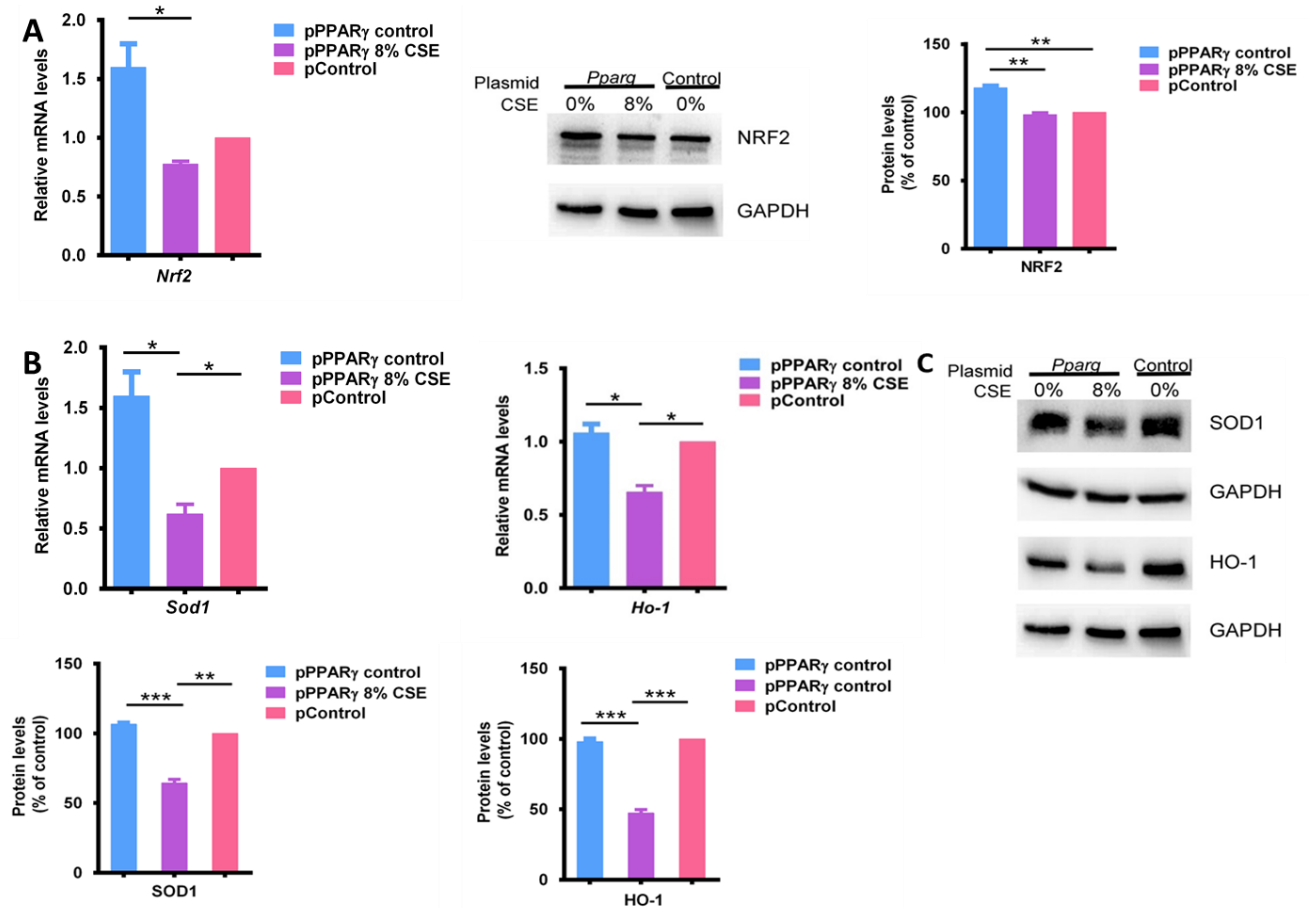 A
*
2.0
1.5
1.0
0.5
0.0
Relative mRNA levels
Nrf2
pPPARγ control
pPPARγ 8% CSE
pControl
Plasmid Pparg Control
CSE 0% 8% 0%
NRF2
GAPDH
**
**
150
100
50
0
Protein levels
(% of control)
NRF2
pPPARγ control
pPPARγ 8% CSE
pControl
B
*
*
2.0
1.5
1.0
0.5
0.0
Relative mRNA levels
Sod1
pPPARγ control
pPPARγ 8% CSE
pControl
*
*
1.5
1.0
0.5
0.0
Relative mRNA levels
Ho-1
pPPARγ control
pPPARγ 8% CSE
pControl
C
Plasmid Pparg Control
CSE 0% 8% 0%
SOD1
GAPDH
HO-1
GAPDH
***
**
150
100
50
0
Protein levels
(% of control)
SOD1
pPPARγ control
pPPARγ 8% CSE
pControl
***
***
150
100
50
0
Protein levels
(% of control)
HO-1
pPPARγ control
pPPARγ control
pControl